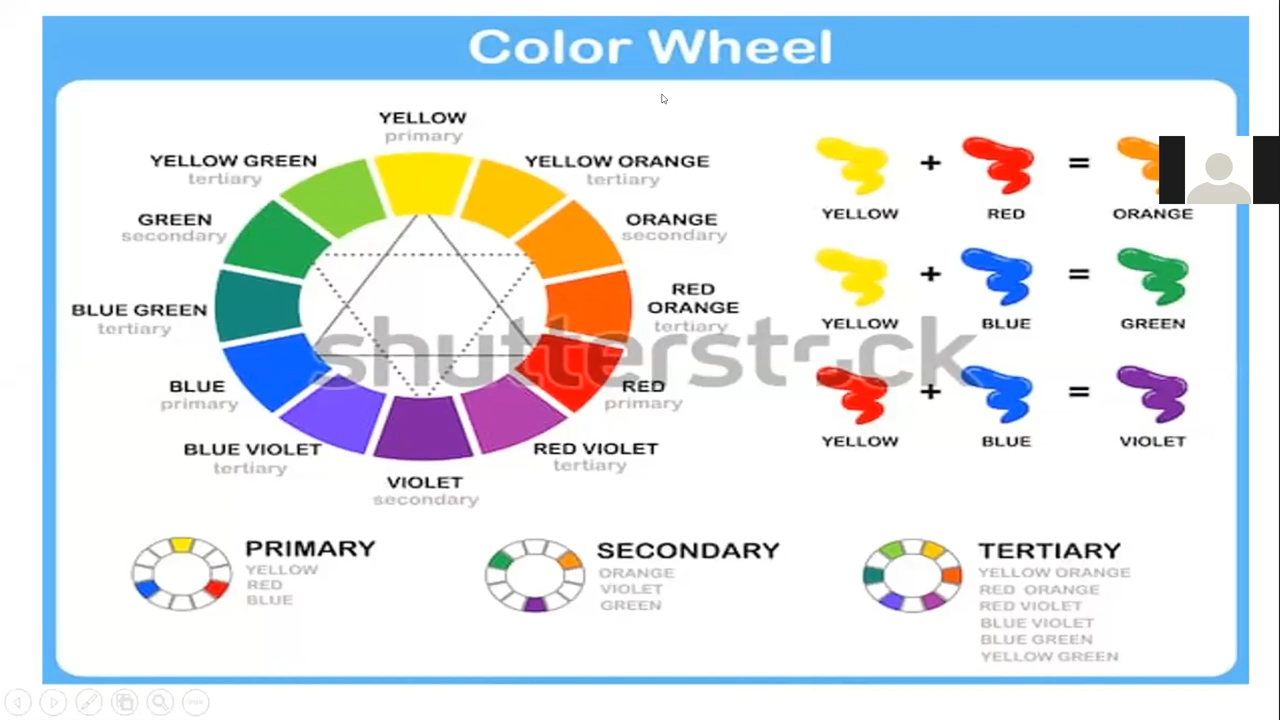 Color Wheel
YELLOW
primary
YELLOW GREEN
tertiary
YELLOW ORANGE
tertiary
GREEN
secondary
ORANGE
secondary
BLUE GREEN
tertiary
RED
ORANGE
tertiary
BLUE
primary
RED
primary
BLUE VIOLET
tertiary
RED VIOLET
tertiary
VIOLET
secondary
shutterstock
+ =
YELLOW RED ORANGE
+ =
YELLOW BLUE GREEN
+ =
YELLOW BLUE VIOLET
PRIMARY
YELLOW
RED
BLUE
SECONDARY
ORANGE
VIOLET
GREEN
TERTIARY
YELLOW ORANGE
RED ORANGE
RED VIOLET
BLUE VIOLET
BLUE GREEN
YELLOW GREEN